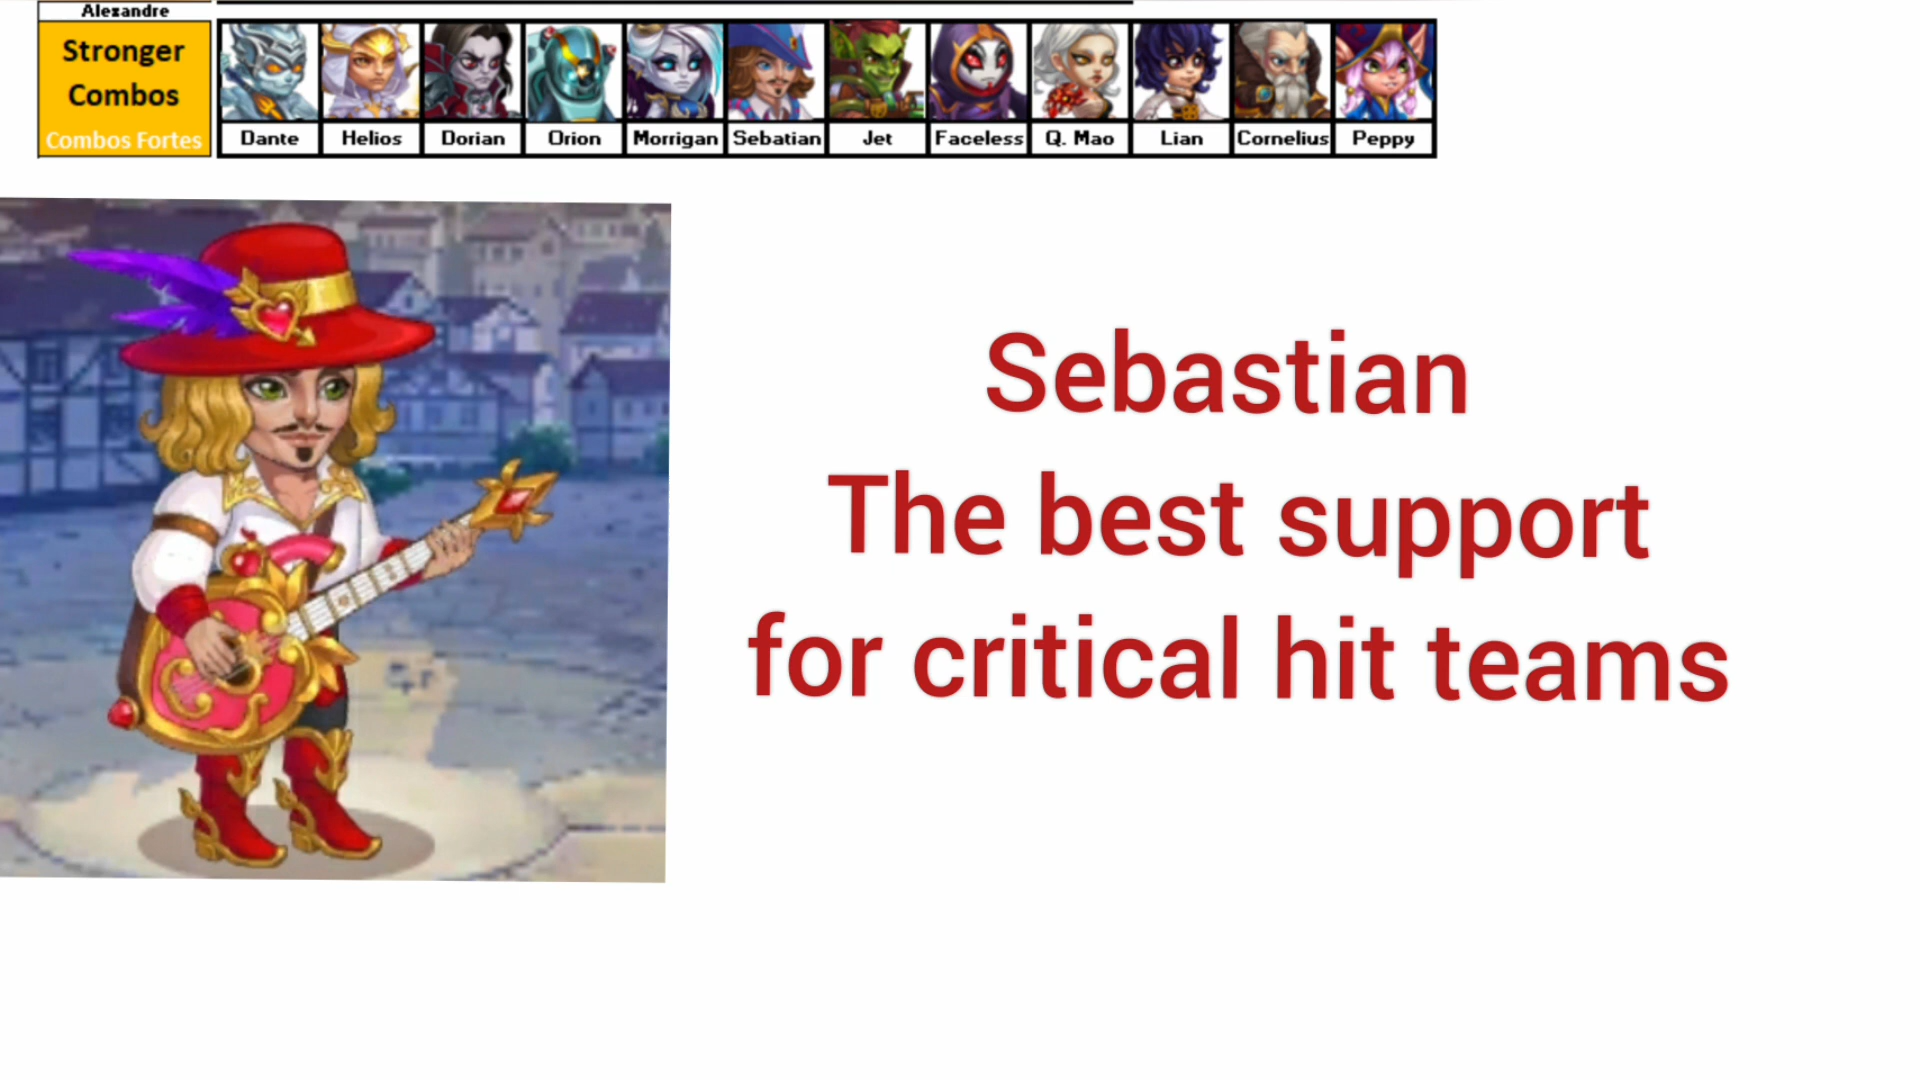 Alexandre
Stronger
Combos
Combos Fortes
Dante Helios Dorian Orion Morrigan Sebatian Jet Faceless Q. Mao Lian Cornelius Peppy
Sebastian
The best support
for critical hit teams